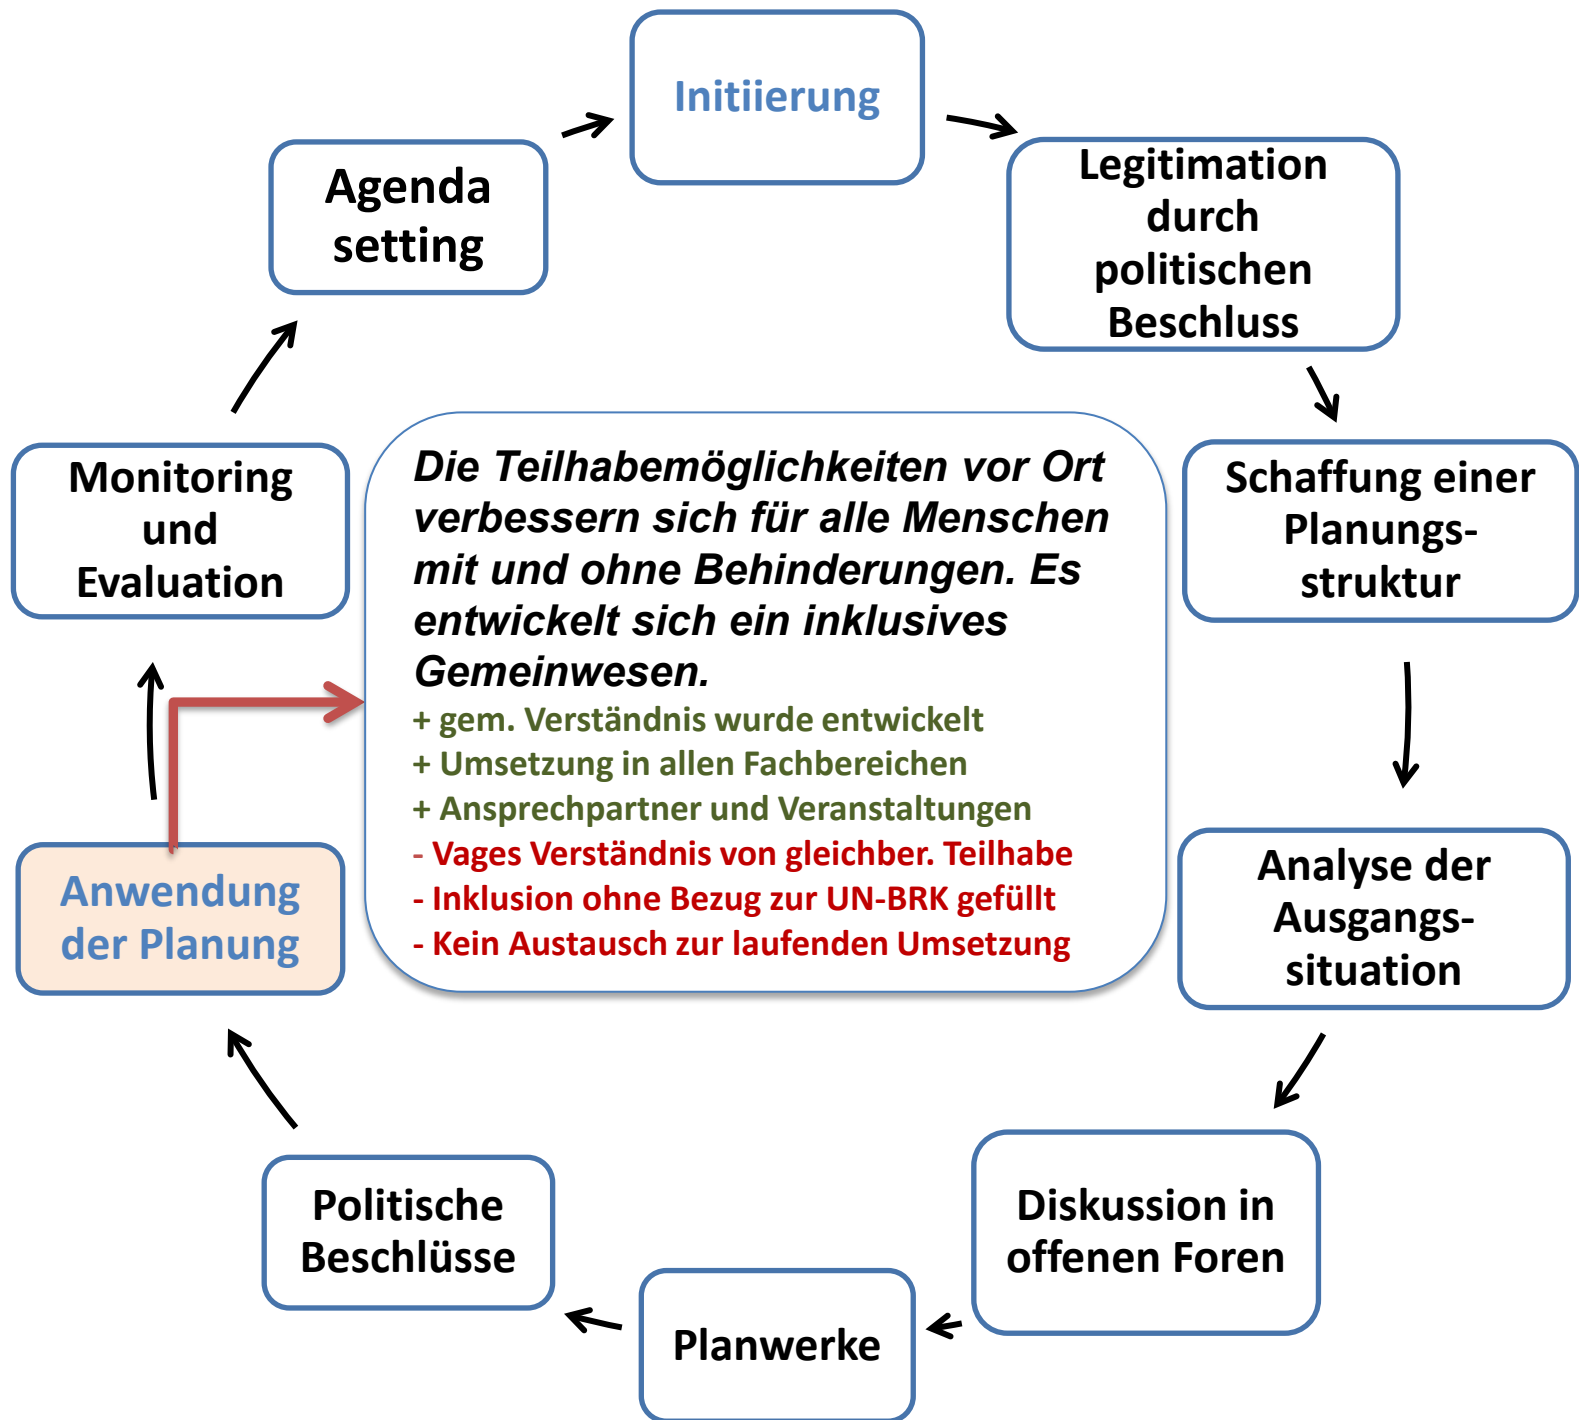 Initiierung
Legitimation
durch
politischen
Beschluss
Schaffung einer
Planungs-
struktur
Analyse der
Ausgangs-
situation
Diskussion in
offenen Foren
Planwerke
Politische
Beschlüsse
Anwendung
der Planung
Monitoring
und
Evaluation
Agenda
setting
Die Teilhabemöglichkeiten vor Ort
verbessern sich für alle Menschen
mit und ohne Behinderungen. Es
entwickelt sich ein inklusives
Gemeinwesen.
+ gem. Verständnis wurde entwickelt
+ Umsetzung in allen Fachbereichen
+ Ansprechpartner und Veranstaltungen
- Vages Verständnis von gleichber. Teilhabe
- Inklusion ohne Bezug zur UN-BRK gefüllt
- Kein Austausch zur laufenden Umsetzung